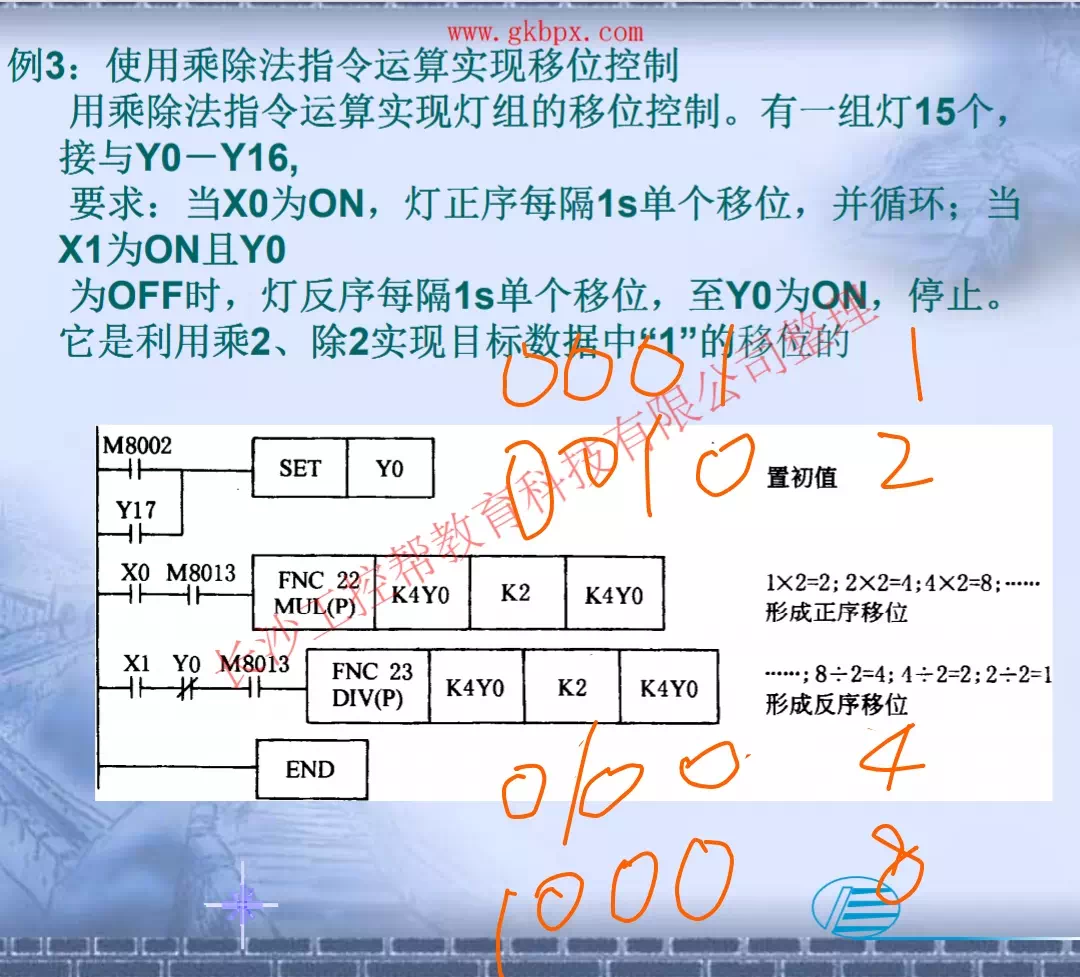 www.gkbpx.com
例3：使用乘除法指令运算实现移位控制
用乘除法指令运算实现灯组的移位控制。有一组灯15个，
接与Y0－Y16,
要求：当X0为ON，灯正序每隔1s单个移位，并循环；当
X1为ON且Y0
为OFF时，灯反序每隔1s单个移位，至Y0为ON，停止。
它是利用乘2、除2实现目标数据中“1”的移位的
0001 1
M8002
SET Y0
0010 置初值 2
Y17
X0 M8013
FNC 22
MUL(P) K4Y0 K2 K4Y0
1×2=2; 2×2=4; 4×2=8; ……
形成正序移位
X1 Y0 M8013
FNC 23
DIV(P) K4Y0 K2 K4Y0
……; 8÷2=4; 4÷2=2; 2÷2=1
形成反序移位
END
0100 4
1000 8
长沙工控帮教育科技有限公司整理